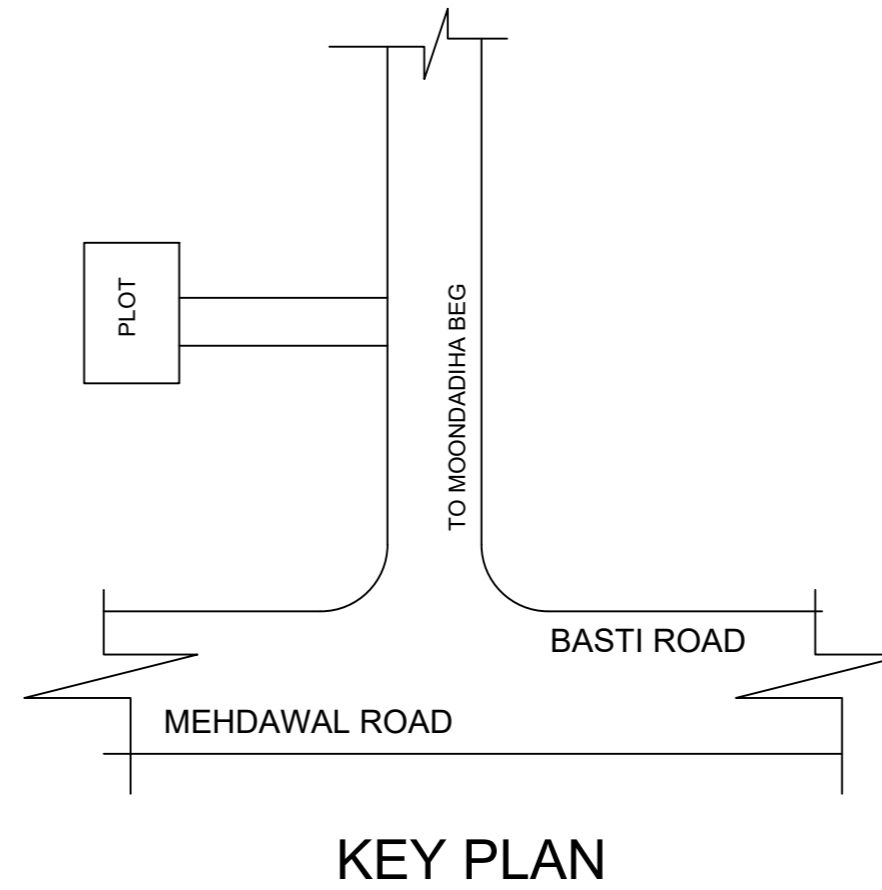 PLOT
TO MOONDADIHA BEG
BASTI ROAD
MEHDAWAL ROAD
KEY PLAN